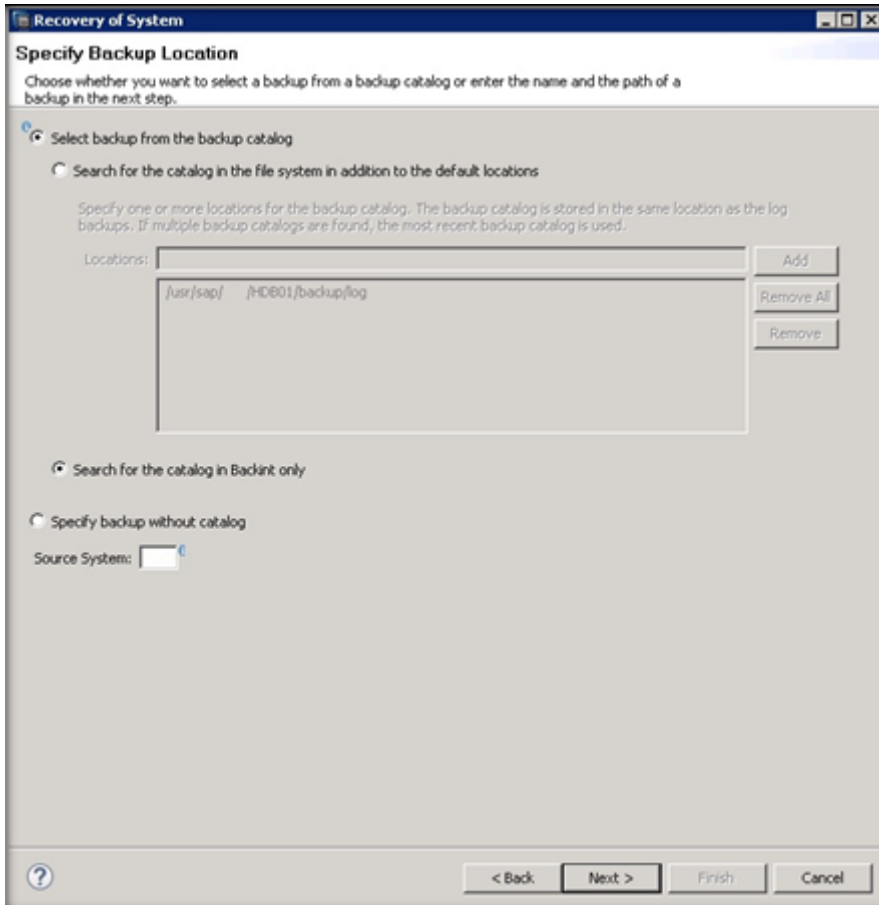 Recovery of System
Specify Backup Location
Choose whether you want to select a backup from a backup catalog or enter the name and the path of a
backup in the next step.
Select backup from the backup catalog
Search for the catalog in the file system in addition to the default locations
Specify one or more locations for the backup catalog. The backup catalog is stored in the same location as the log
backups. If multiple backup catalogs are found, the most recent backup catalog is used.
Locations:
Add
/usr/sap/ /HDB01/backup/log
Remove All
Remove
Search for the catalog in Backint only
Specify backup without catalog
Source System:
? < Back Next > Finish Cancel